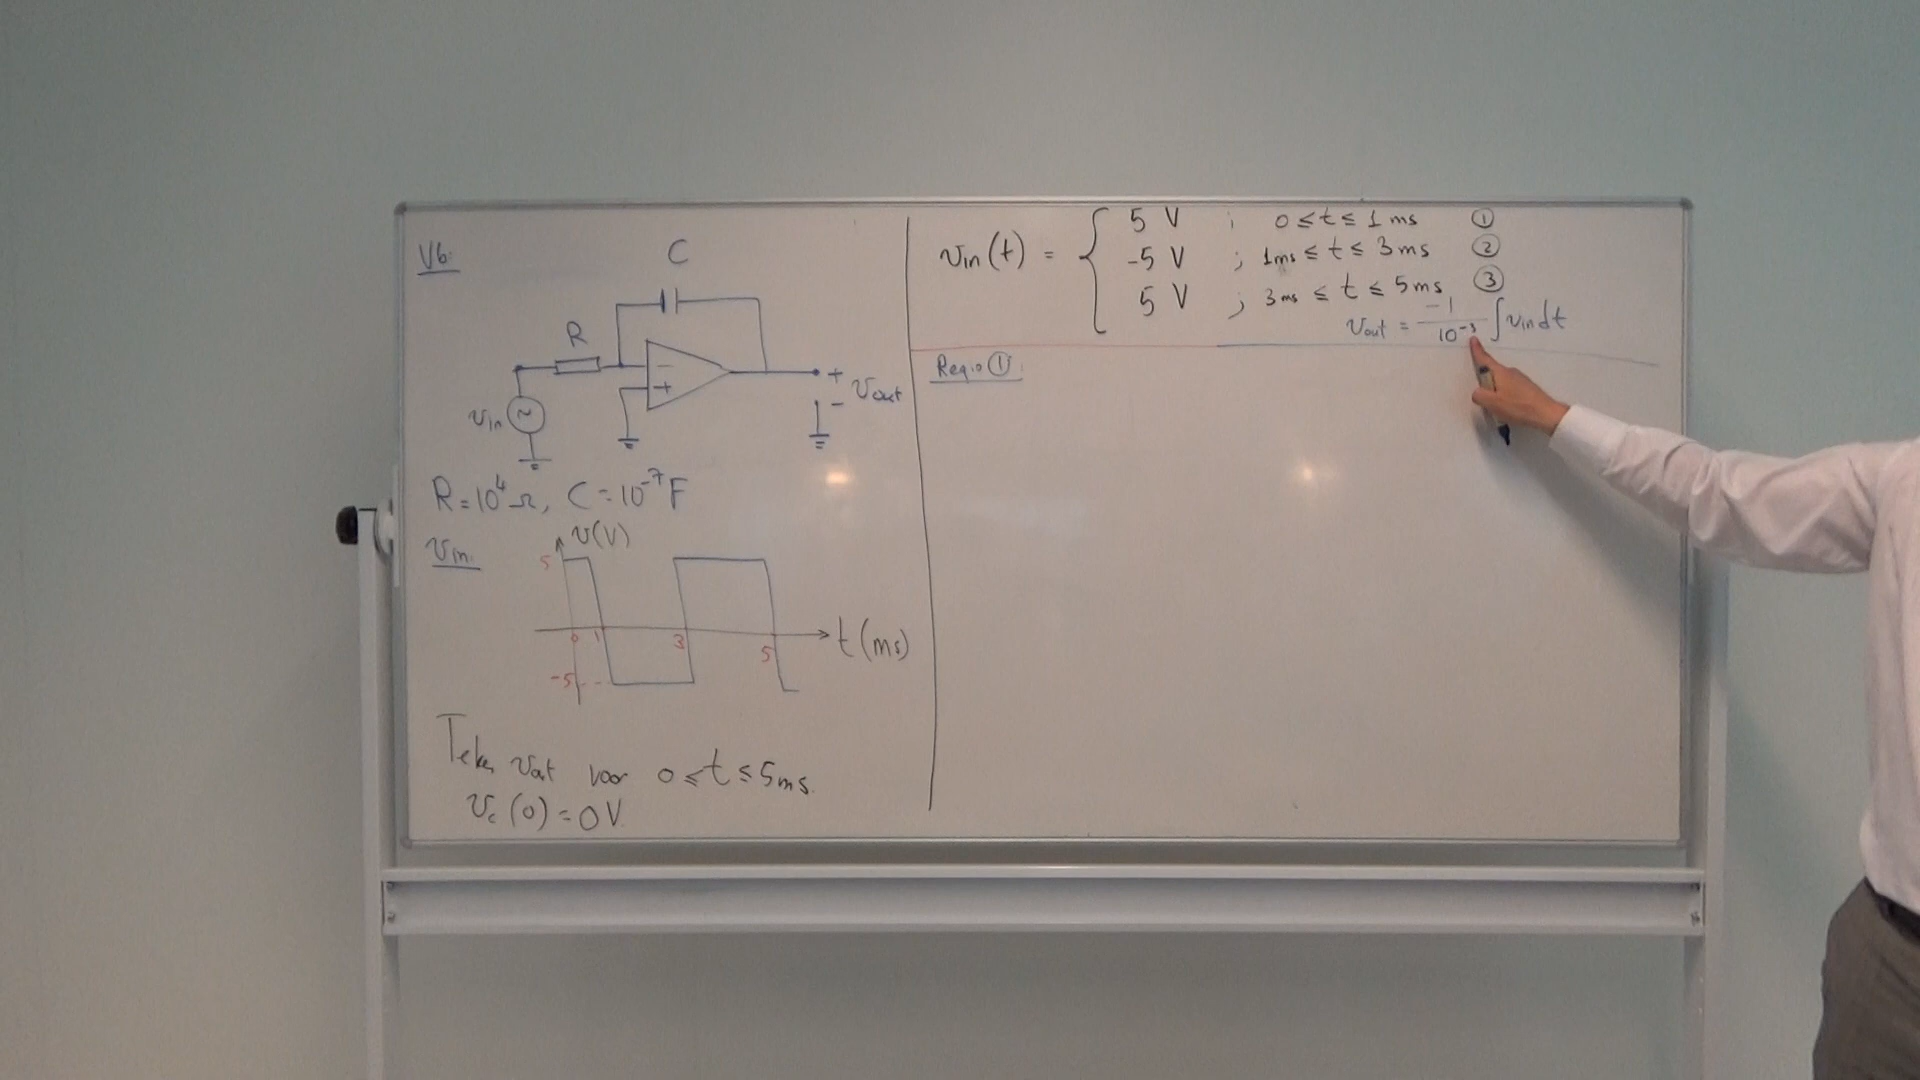 Vb:
C
R
−
+
+
−
Vout
Vin
~
R=10⁴Ω, C=10⁻⁷F
Vin:
v(V)
5
0 1 3 5
t(ms)
-5
Teken Vout voor 0≤t≤5ms.
Vc(0)=0V.
Vin(t) = {
5 V ; 0≤t≤1ms ①
-5 V ; 1ms≤t≤3ms ②
5 V ; 3ms≤t≤5ms ③
Vout = -1/10⁻³ ∫Vin dt
Regio ①: